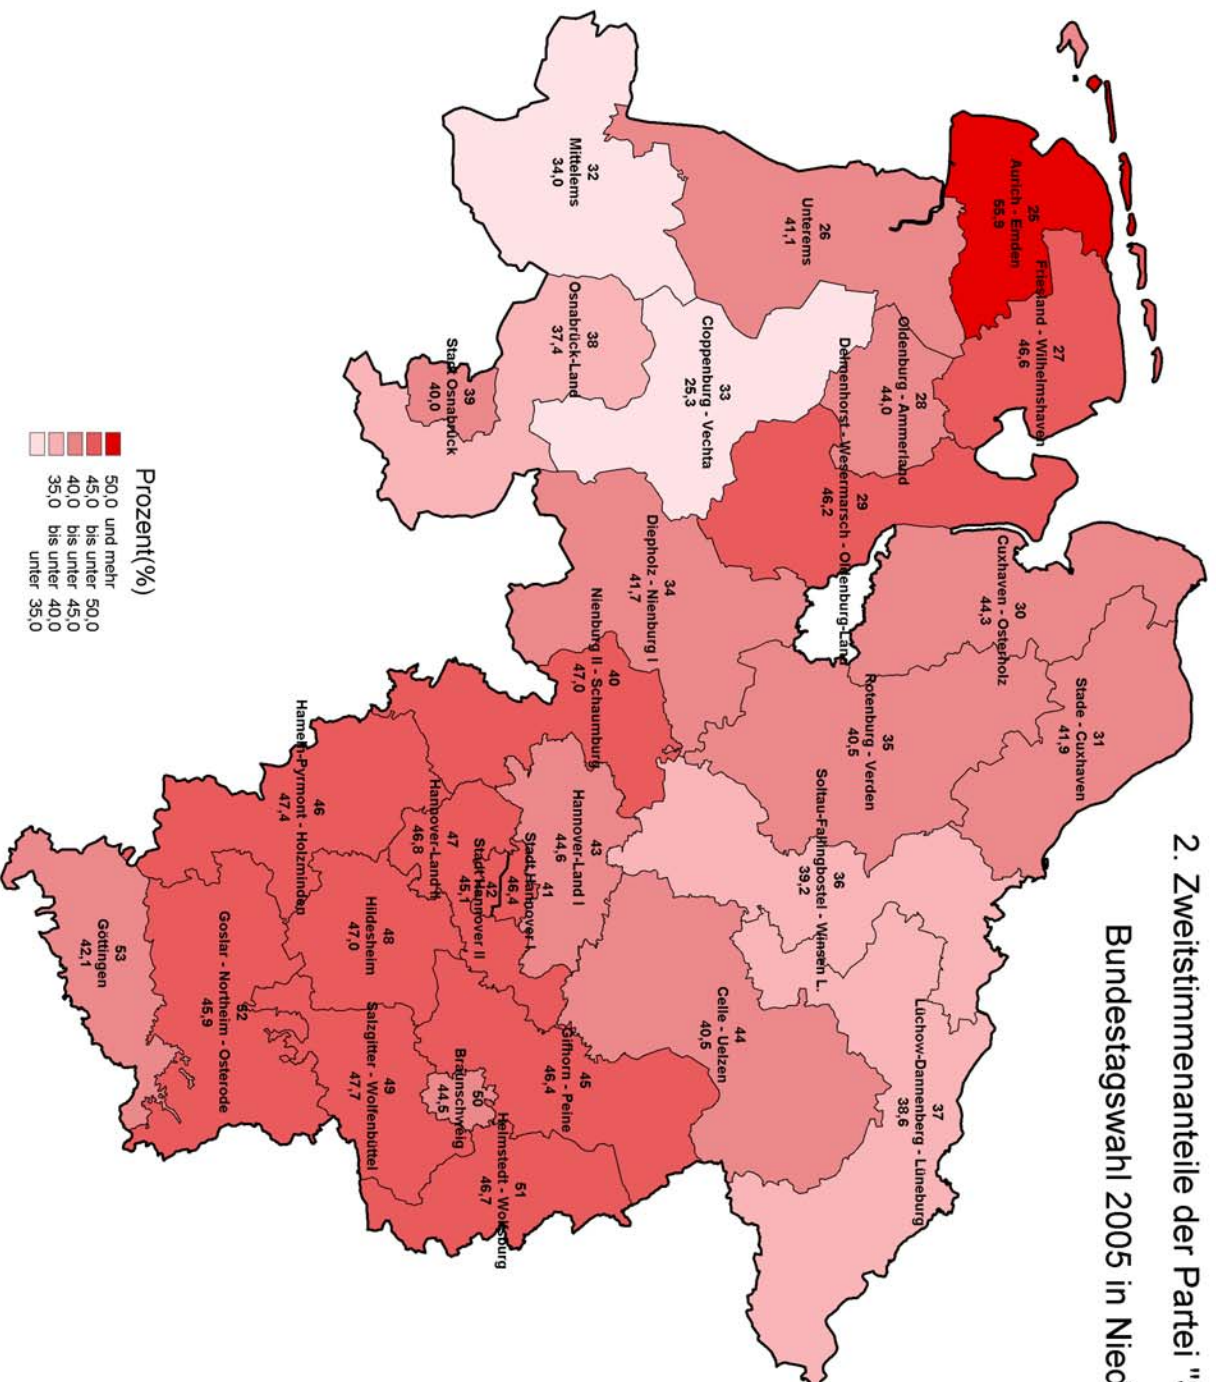 2. Zweitstimmenanteile der Partei "
Bundestagswahl 2005 in Nied
25
Aurich - Emden
55,9
27
Friesland - Wilhelmshaven
46,6
26
Unterems
41,1
28
Oldenburg - Ammerland
44,0
29
Delmenhorst - Wesermarsch - Oldenburg-Land
46,2
30
Cuxhaven - Osterholz
44,3
31
Stade - Cuxhaven
41,9
32
Mittelems
34,0
33
Cloppenburg - Vechta
25,3
34
Diepholz - Nienburg I
41,7
35
Rotenburg - Verden
40,5
36
Soltau-Fallingbostel - Winsen L.
39,2
37
Lüchow-Dannenberg - Lüneburg
38,6
38
Osnabrück-Land
37,4
39
Stadt Osnabrück
40,0
40
Nienburg II - Schaumburg
47,0
43
Hannover-Land I
44,6
41
Stadt Hannover I
46,4
42
Stadt Hannover II
45,1
47
Hannover-Land II
46,8
44
Celle - Uelzen
40,5
45
Gifhorn - Peine
46,4
46
Hameln-Pyrmont - Holzminden
47,4
48
Hildesheim
47,0
49
Salzgitter - Wolfenbüttel
47,7
50
Braunschweig
44,5
51
Helmstedt - Wolfsburg
46,7
52
Goslar - Northeim - Osterode
45,9
53
Göttingen
42,1
Prozent(%)
50,0 und mehr
45,0 bis unter 50,0
40,0 bis unter 45,0
35,0 bis unter 40,0
unter 35,0